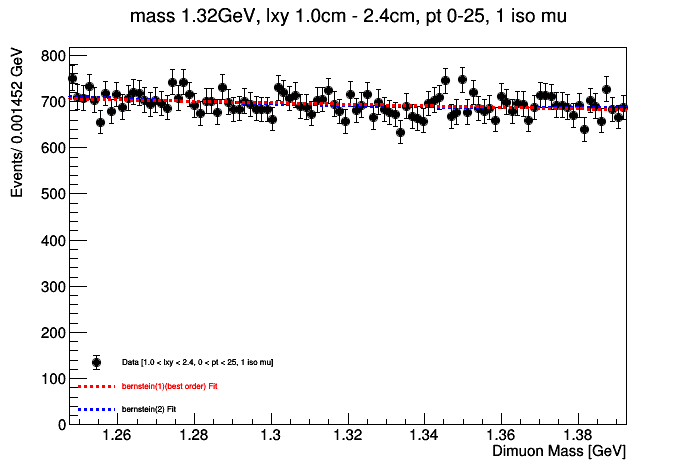 mass 1.32GeV, lxy 1.0cm - 2.4cm, pt 0-25, 1 iso mu
Events/ 0.001452 GeV
800
700
600
500
400
300
200
100
0
Data [1.0 < lxy < 2.4, 0 < pt < 25, 1 iso mu]
bernstein(1)(best order) Fit
bernstein(2) Fit
1.26 1.28 1.3 1.32 1.34 1.36 1.38
Dimuon Mass [GeV]